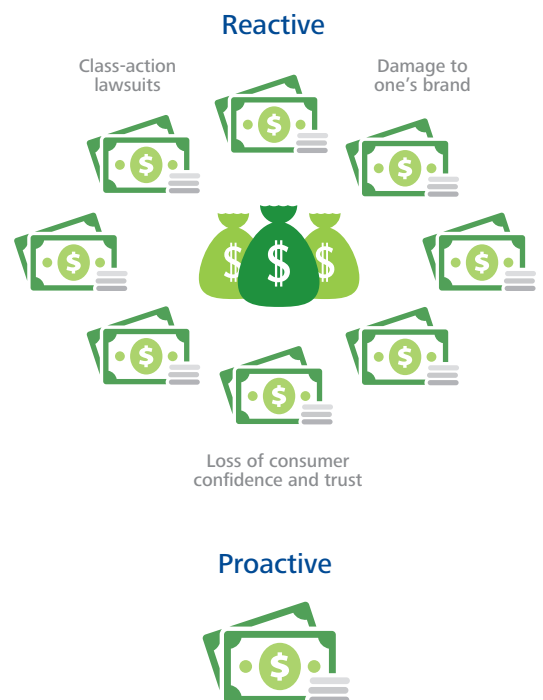 Reactive
Class-action
lawsuits
Damage to
one's brand
$
$
$
$
$
$
$
$
$
$
$
Loss of consumer
confidence and trust
Proactive
$